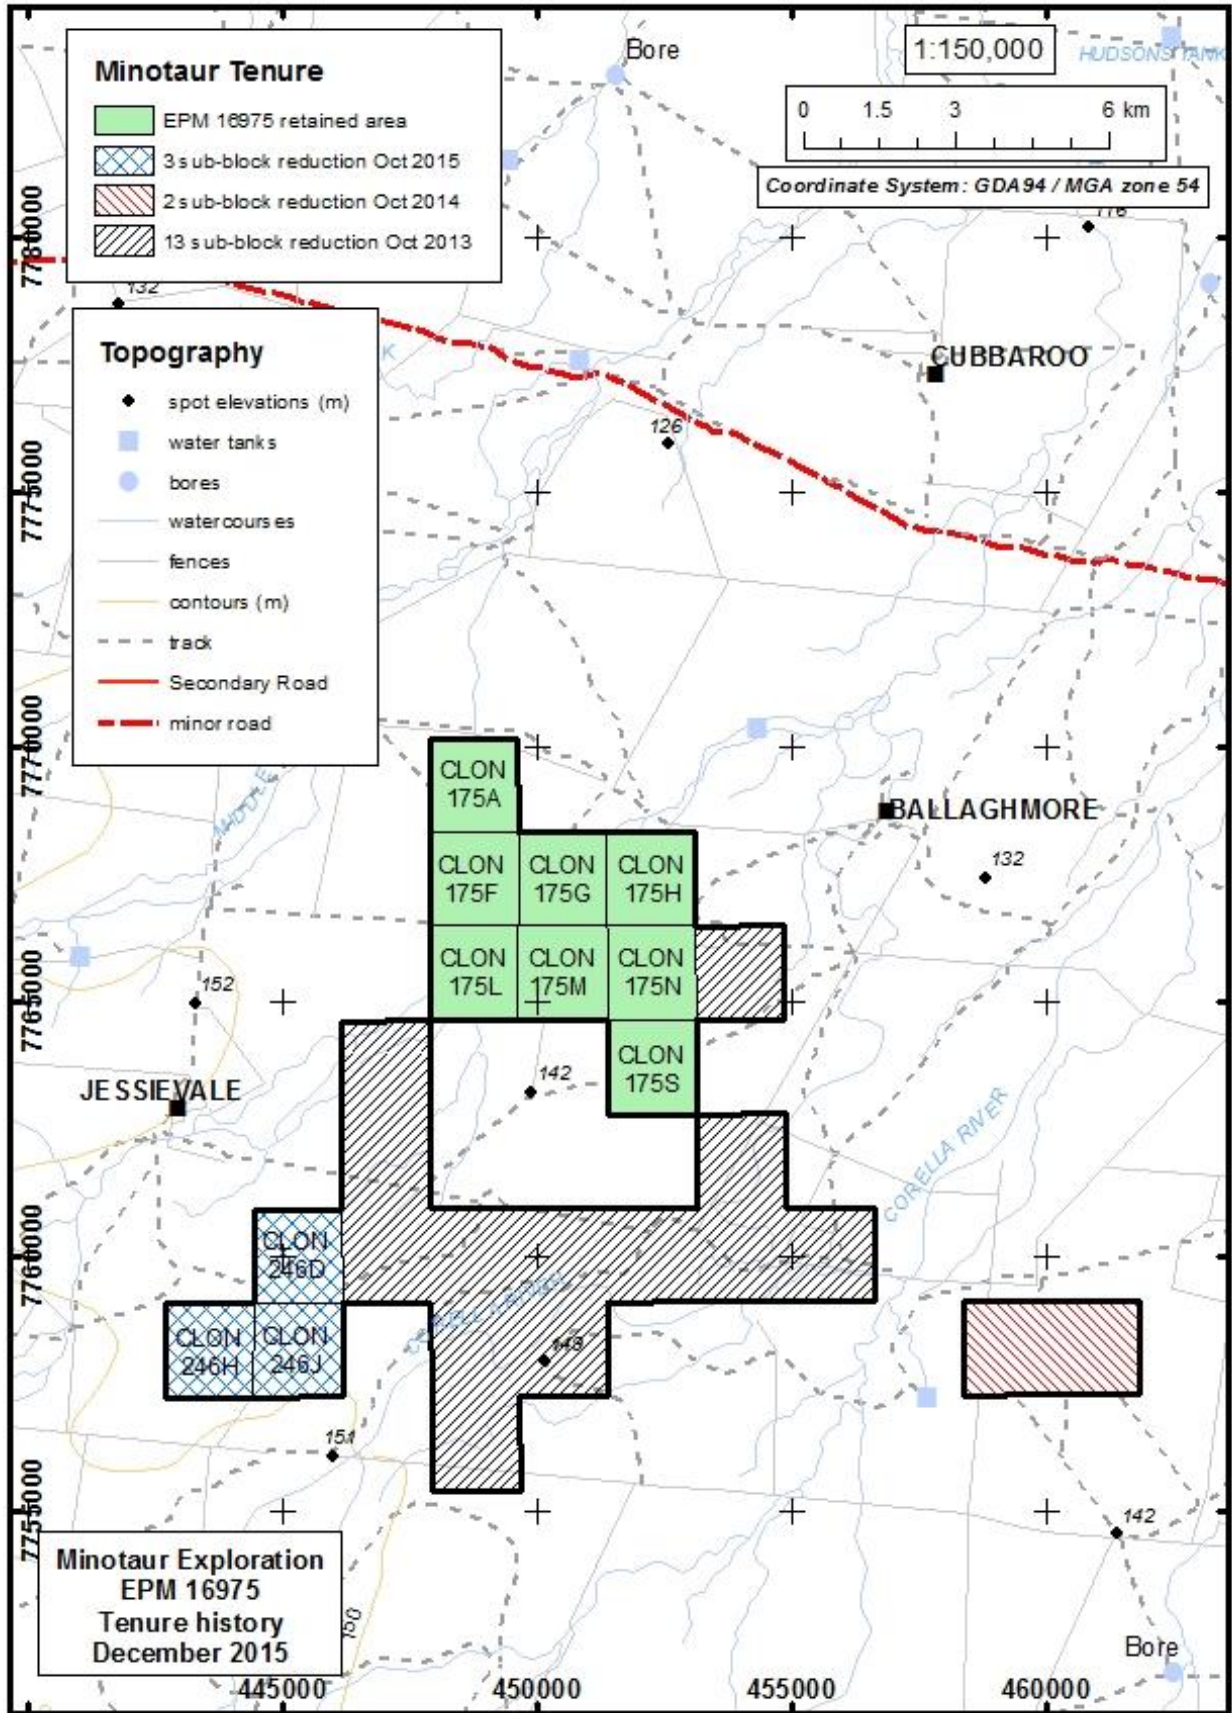 Minotaur Tenure
EPM 16975 retained area
3 sub-block reduction Oct 2015
2 sub-block reduction Oct 2014
13 sub-block reduction Oct 2013
Bore
1:150,000
HUDSONS TANK
0 1.5 3 6 km
Coordinate System: GDA94 / MGA zone 54
116
7780000
132
Topography
spot elevations (m)
water tanks
bores
watercourses
fences
contours (m)
track
Secondary Road
minor road
K
CUBBAROO
126
7775000
7770000
MIDDLE
CLON
175A
BALLAGHMORE
132
CLON
175F
CLON
175G
CLON
175H
CLON
175L
CLON
175M
CLON
175N
152
7765000
CLON
175S
142
JESSIEVALE
CORELLA RIVER
7760000
CLON
246D
CLON
246H
CLON
246J
CORELLA RIVER
151
142
7755000
Minotaur Exploration
EPM 16975
Tenure history
December 2015
150
Bore
445000 450000 455000 460000